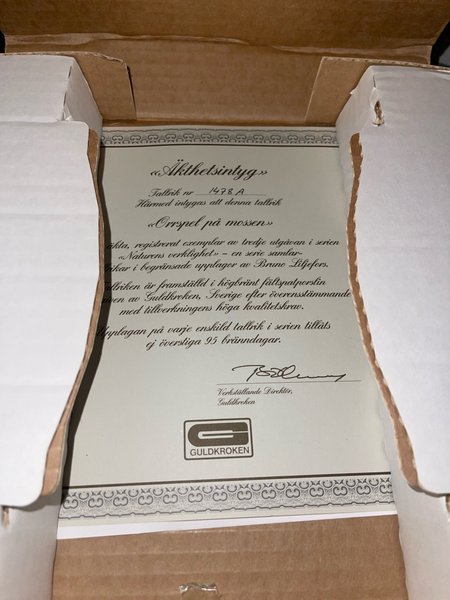 «Äkthetsintyg»
Tallrik nr 1478 A
Härmed intygas att denna tallrik
«Orrspel på mossen»
äkta, registrerat exemplar av tredje utgåvan i serien
«Naturens verklighet» – en serie samlar-
i begränsade upplagor av Bruno Liljefors.
Tallriken är framställd i högbränt fältspatporslin
av Guldkroken, Sverige efter överensstämmande
med tillverkningens höga kvalitetskrav.
Upplagan på varje enskild tallrik i serien tillåts
ej överstiga 95 bränndagar.
Verkställande Direktör,
Guldkroken
G
GULDKROKEN